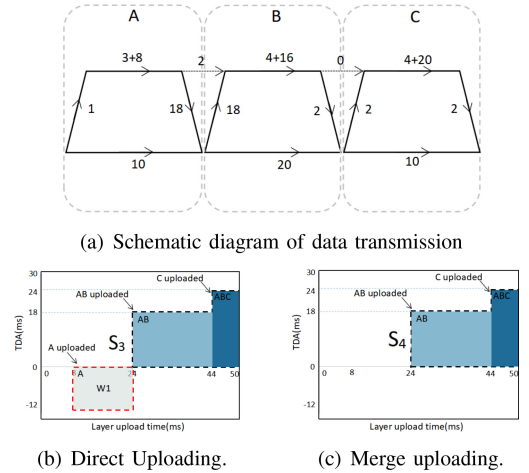 A B C
3+8 2 4+16 0 4+20
1 18 18 2 2 2
10 20 10
(a) Schematic diagram of data transmission
30
24
18
0
-12
TDA(ms)
C uploaded
ABC
AB uploaded
AB
S3
A uploaded
A
W1
0 8 24 44 50
Layer upload time(ms)
(b) Direct Uploading.
30
24
18
0
-12
TDA(ms)
C uploaded
ABC
AB uploaded
AB
S4
0 8 24 44 50
Layer upload time(ms)
(c) Merge uploading.